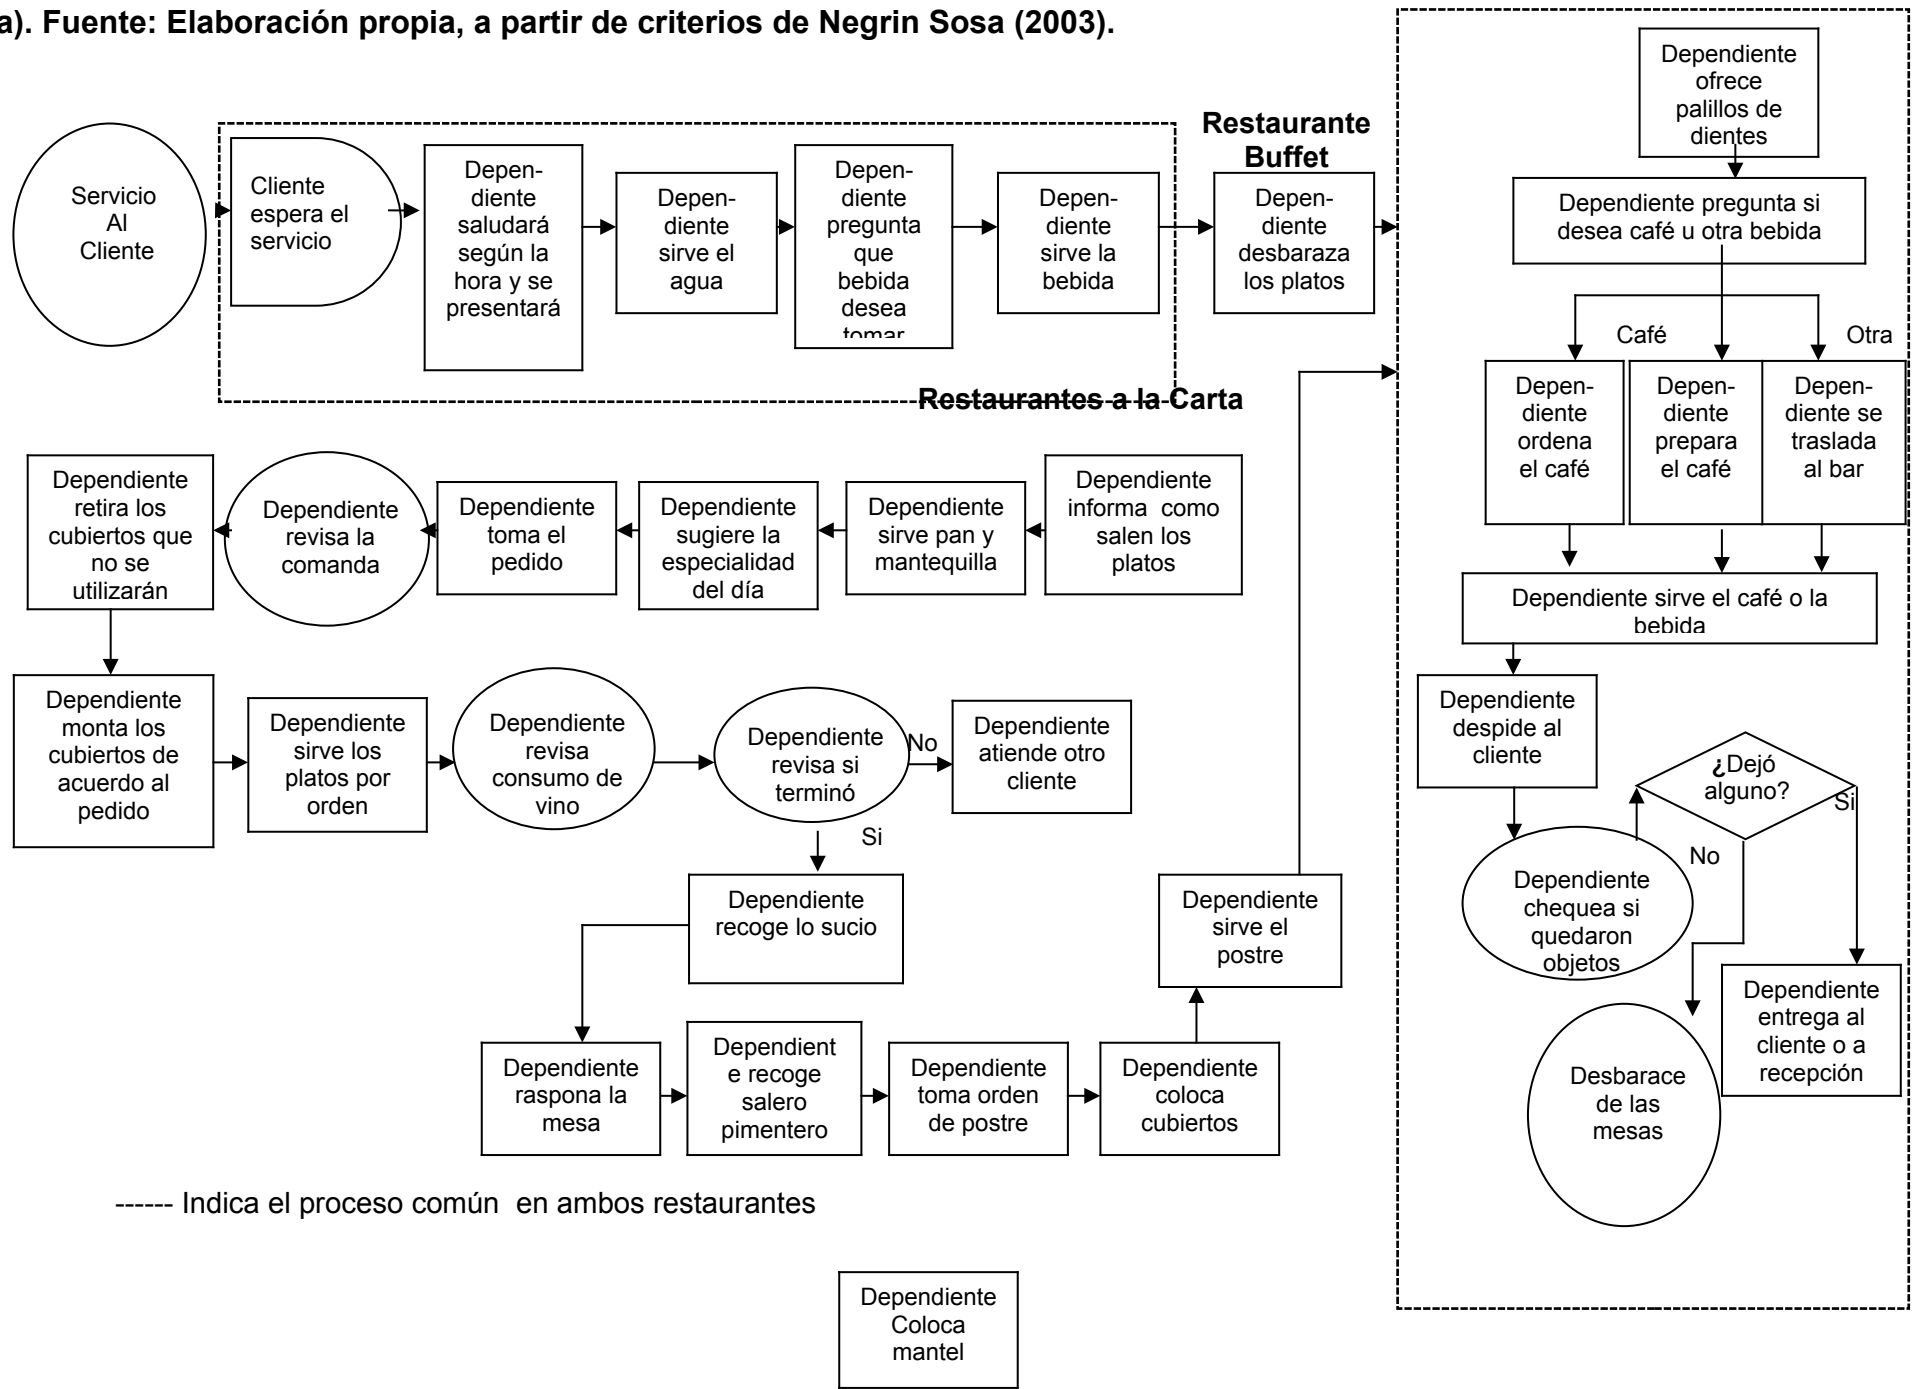 a). Fuente: Elaboración propia, a partir de criterios de Negrin Sosa (2003).
Servicio
Al
Cliente
Cliente
espera el
servicio
Depen-
diente
saludará
según la
hora y se
presentará
Depen-
diente
sirve el
agua
Depen-
diente
pregunta
que
bebida
desea
tomar
Depen-
diente
sirve la
bebida
Restaurante
Buffet
Depen-
diente
desbaraza
los platos
Restaurantes a la Carta
Dependiente
informa como
salen los
platos
Dependiente
sirve pan y
mantequilla
Dependiente
sugiere la
especialidad
del día
Dependiente
toma el
pedido
Dependiente
revisa la
comanda
Dependiente
retira los
cubiertos que
no se
utilizarán
Dependiente
monta los
cubiertos de
acuerdo al
pedido
Dependiente
sirve los
platos por
orden
Dependiente
revisa
consumo de
vino
Dependiente
revisa si
terminó
No
Dependiente
atiende otro
cliente
Si
Dependiente
recoge lo sucio
Dependiente
raspona la
mesa
Dependient
e recoge
salero
pimentero
Dependiente
toma orden
de postre
Dependiente
coloca
cubiertos
Dependiente
sirve el
postre
Dependiente
ofrece
palillos de
dientes
Dependiente pregunta si
desea café u otra bebida
Café
Otra
Depen-
diente
ordena
el café
Depen-
diente
prepara
el café
Depen-
diente se
traslada
al bar
Dependiente sirve el café o la
bebida
Dependiente
despide al
cliente
Dependiente
chequea si
quedaron
objetos
¿Dejó
alguno?
Si
No
Dependiente
entrega al
cliente o a
recepción
Desbarace
de las
mesas
------ Indica el proceso común en ambos restaurantes
Dependiente
Coloca
mantel